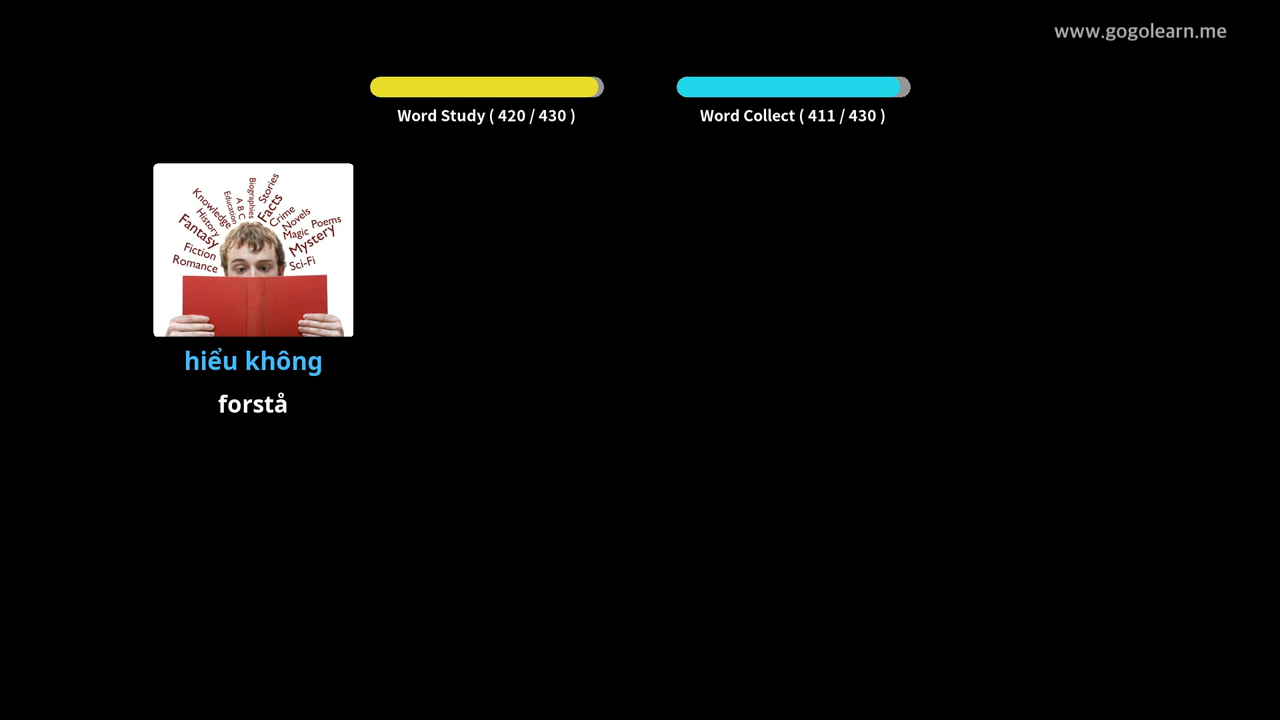 www.gogolearn.me
Word Study ( 420 / 430 )
Word Collect ( 411 / 430 )
Knowledge
History
Fantasy
Fiction
Romance
Education
A B C
Biographies
Stories
Facts
Crime
Novels
Magic
Poems
Mystery
Sci-Fi
hiểu không
forstå